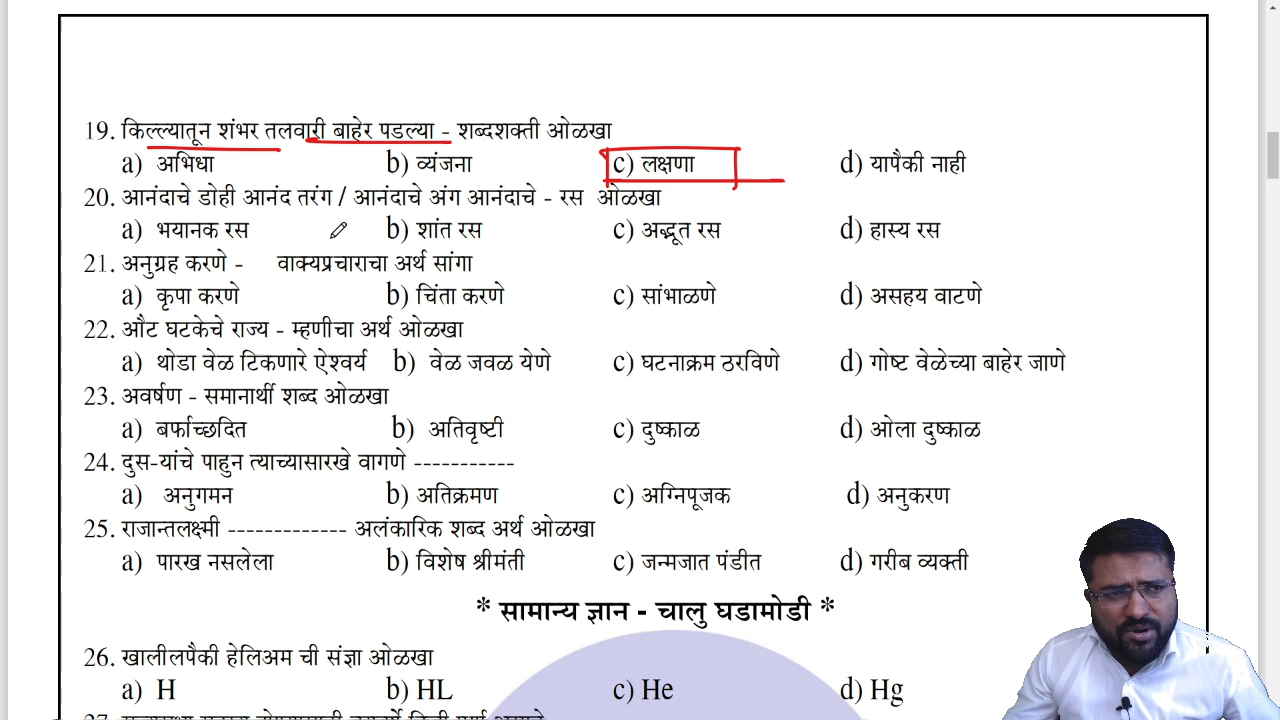 19. किल्ल्यातून शंभर तलवारी बाहेर पडल्या - शब्दशक्ती ओळखा
a) अभिधा b) व्यंजना c) लक्षणा d) यापैकी नाही
20. आनंदाचे डोही आनंद तरंग / आनंदाचे अंग आनंदाचे - रस ओळखा
a) भयानक रस b) शांत रस c) अद्भूत रस d) हास्य रस
21. अनुग्रह करणे - वाक्यप्रचाराचा अर्थ सांगा
a) कृपा करणे b) चिंता करणे c) सांभाळणे d) असहय वाटणे
22. औट घटकेचे राज्य - म्हणीचा अर्थ ओळखा
a) थोडा वेळ टिकणारे ऐश्वर्य b) वेळ जवळ येणे c) घटनाक्रम ठरविणे d) गोष्ट वेळेच्या बाहेर जाणे
23. अवर्षण - समानार्थी शब्द ओळखा
a) बर्फाच्छदित b) अतिवृष्टी c) दुष्काळ d) ओला दुष्काळ
24. दुस-यांचे पाहुन त्याच्यासारखे वागणे -----------
a) अनुगमन b) अतिक्रमण c) अग्निपूजक d) अनुकरण
25. राजान्तलक्ष्मी ------------- अलंकारिक शब्द अर्थ ओळखा
a) पारख नसलेला b) विशेष श्रीमंती c) जन्मजात पंडीत d) गरीब व्यक्ती
* सामान्य ज्ञान - चालु घडामोडी *
26. खालीलपैकी हेलिअम ची संज्ञा ओळखा
a) H b) HL c) He d) Hg